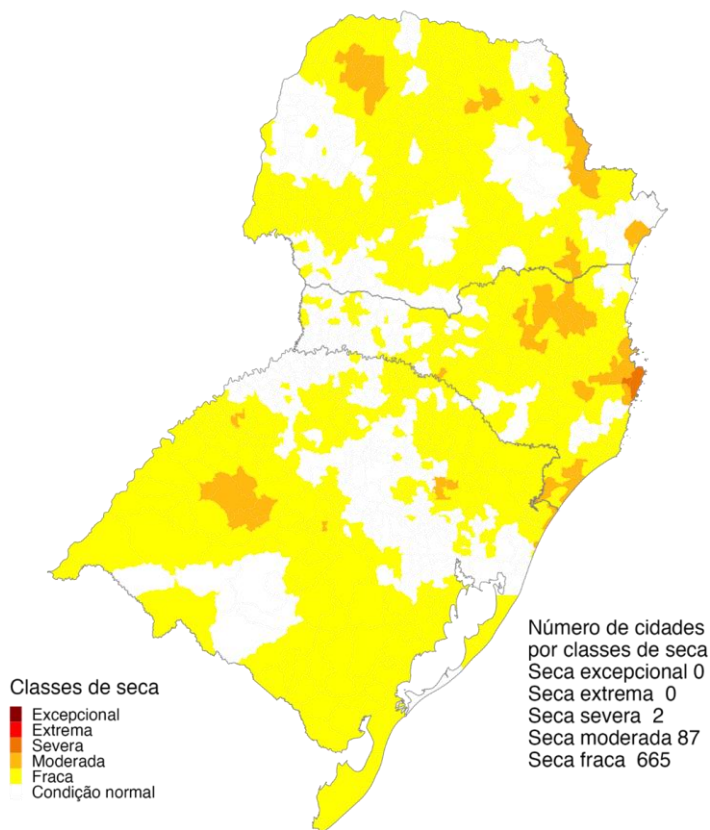 Número de cidades
por classes de seca
Seca excepcional 0
Seca extrema 0
Seca severa 2
Seca moderada 87
Seca fraca 665
Classes de seca
Excepcional
Extrema
Severa
Moderada
Fraca
Condição normal